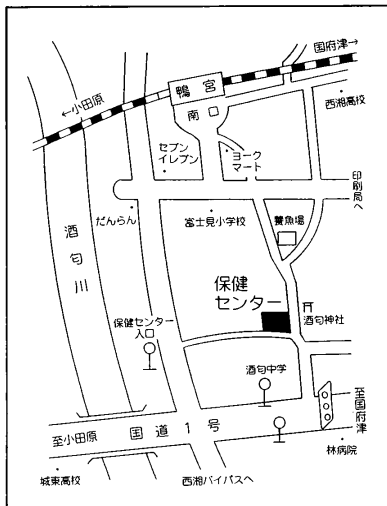 国府津→
鴨宮
←小田原
南口
西湘高校
セブン
イレブン
ヨーク
マート
印刷局へ
だんらん
富士見小学校
養魚場
酒匂川
保健
センター
酒匂神社
保健センター
入口
酒匂中学
至国府津
至小田原
国道1号
林病院
城東高校
西湘バイパスへ